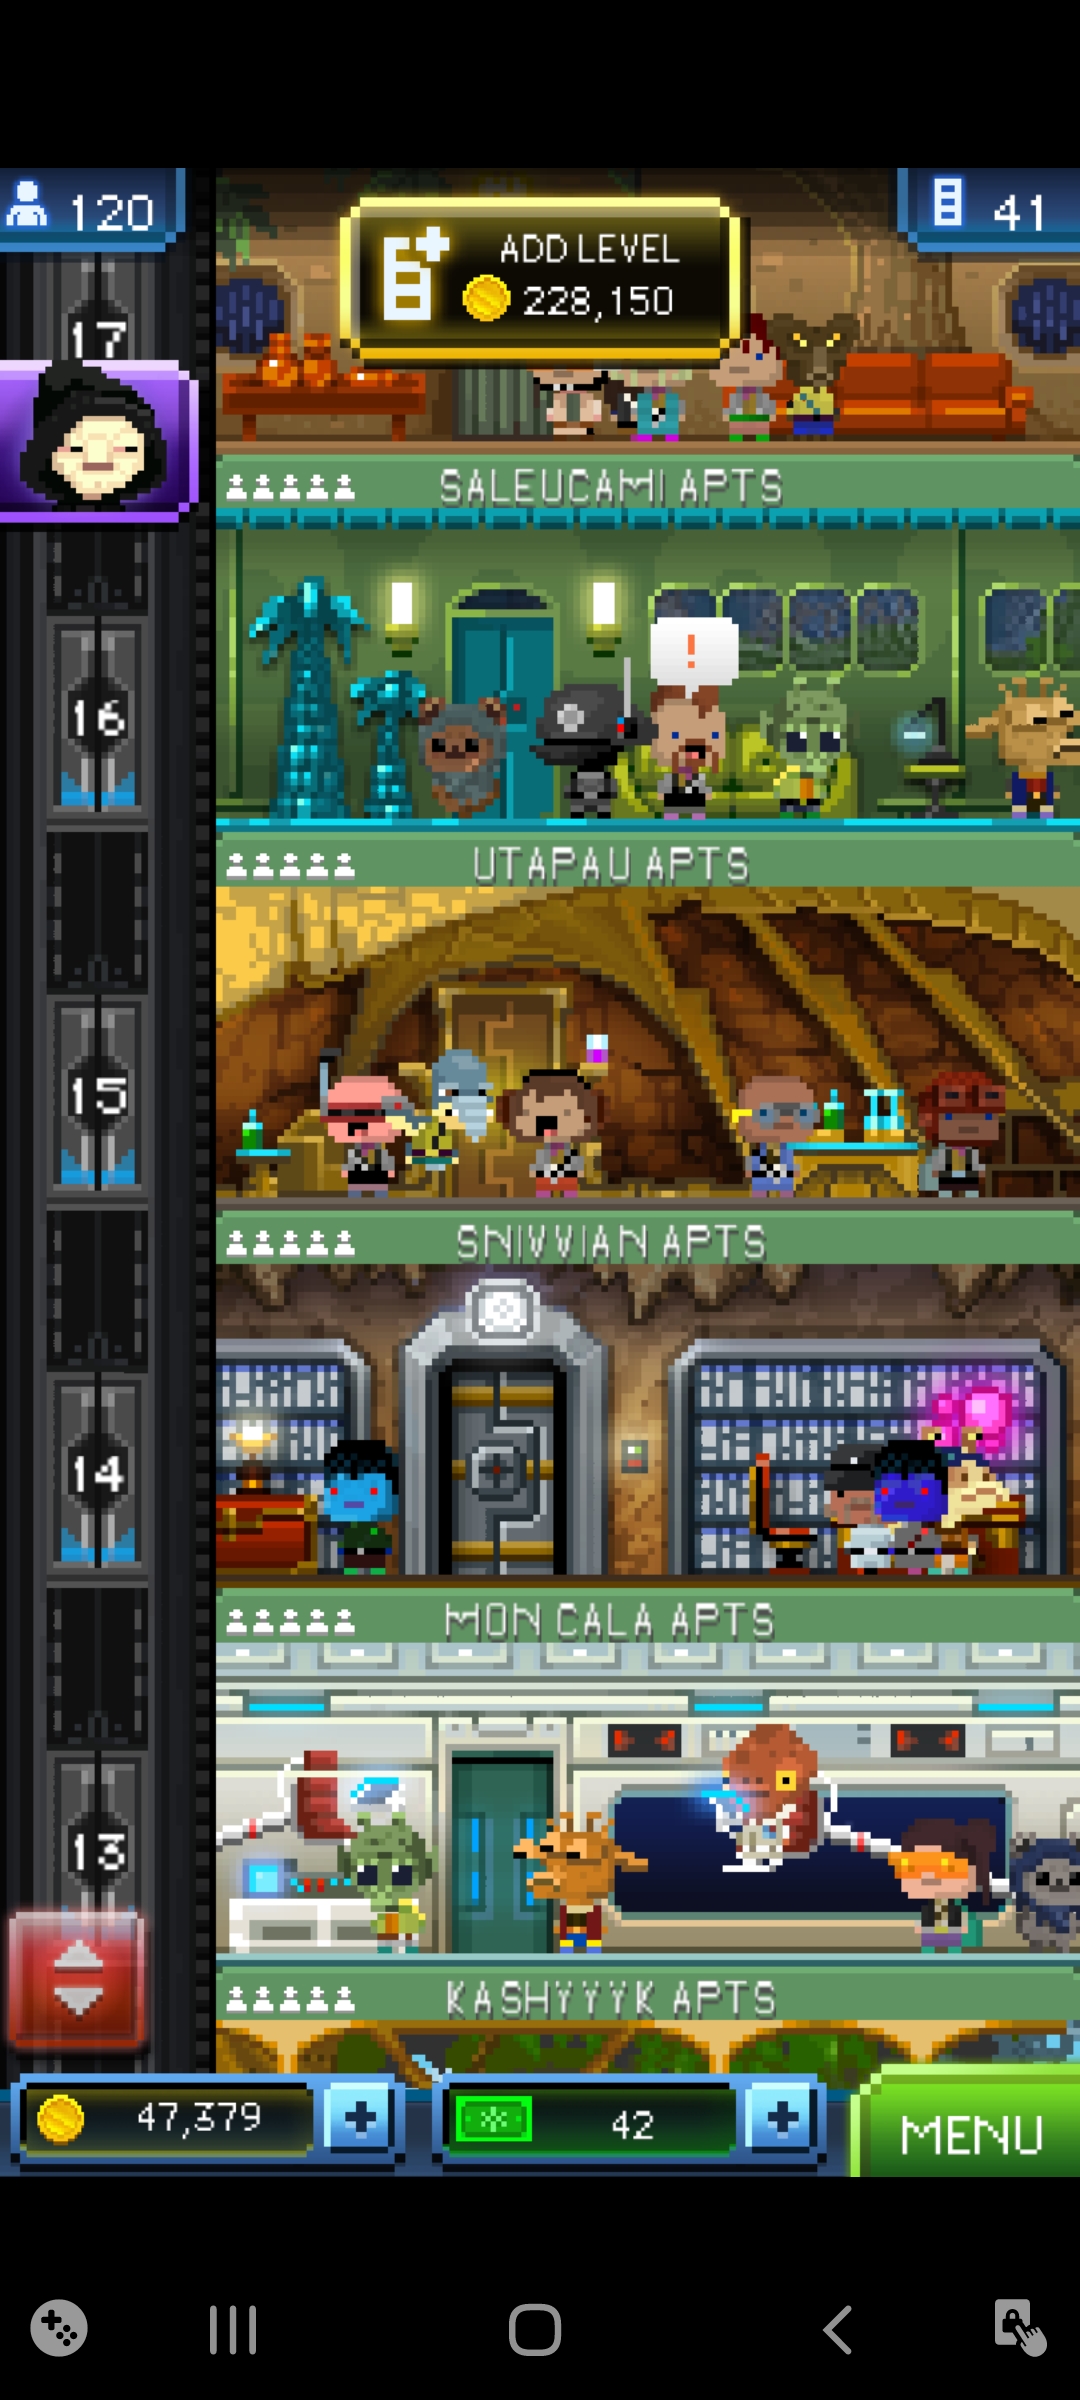 120
41
ADD LEVEL
228,150
17
SALEUCAMI APTS
!
16
UTAPAU APTS
15
SNIVVIAN APTS
14
MON CALA APTS
13
KASHYYYK APTS
47,379
42
MENU